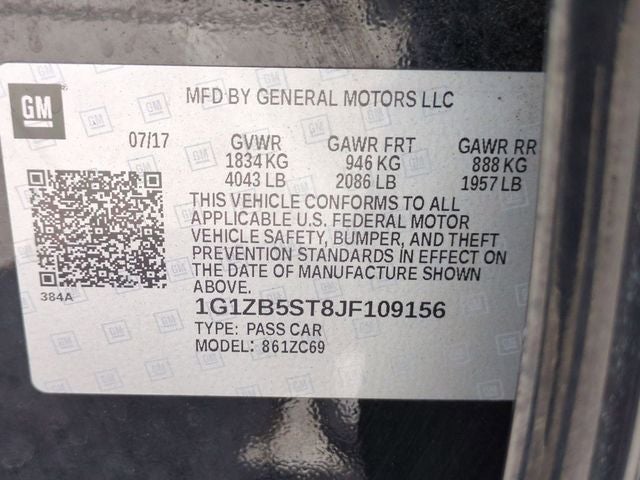 GM
MFD BY GENERAL MOTORS LLC
07/17 GVWR GAWR FRT GAWR RR
1834 KG 946 KG 888 KG
4043 LB 2086 LB 1957 LB
THIS VEHICLE CONFORMS TO ALL
APPLICABLE U.S. FEDERAL MOTOR
VEHICLE SAFETY, BUMPER, AND THEFT
PREVENTION STANDARDS IN EFFECT ON
THE DATE OF MANUFACTURE SHOWN
ABOVE.
384A
1G1ZB5ST8JF109156
TYPE: PASS CAR
MODEL: 861ZC69